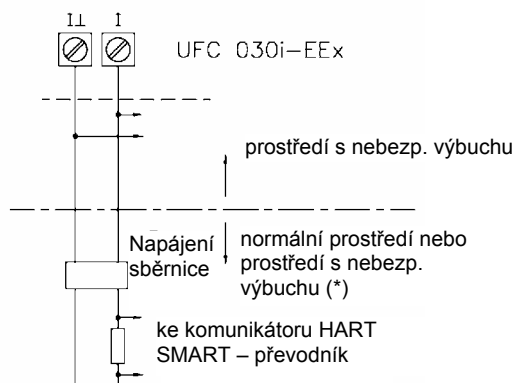 I⊥ I
UFC 030i-EEx
prostředí s nebezp. výbuchu
Napájení
sběrnice
normální prostředí nebo
prostředí s nebezp.
výbuchu (*)
ke komunikátoru HART
SMART – převodník